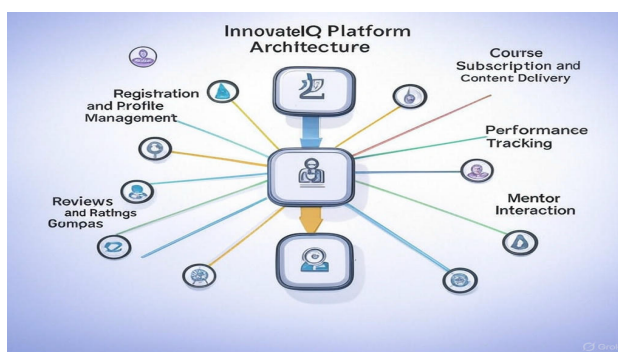 InnovateIQ Platform
Architecture
Course
Subscription and
Content Delivery
Registration
and Profile
Management
Performance
Tracking
Reviews
and Ratings
Gompas
Mentor
Interaction